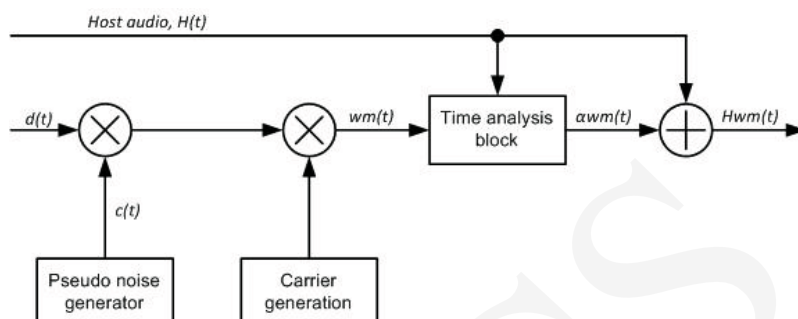 Host audio, H(t)
d(t)
wm(t)
Time analysis
block
αwm(t)
Hwm(t)
c(t)
Pseudo noise
generator
Carrier
generation